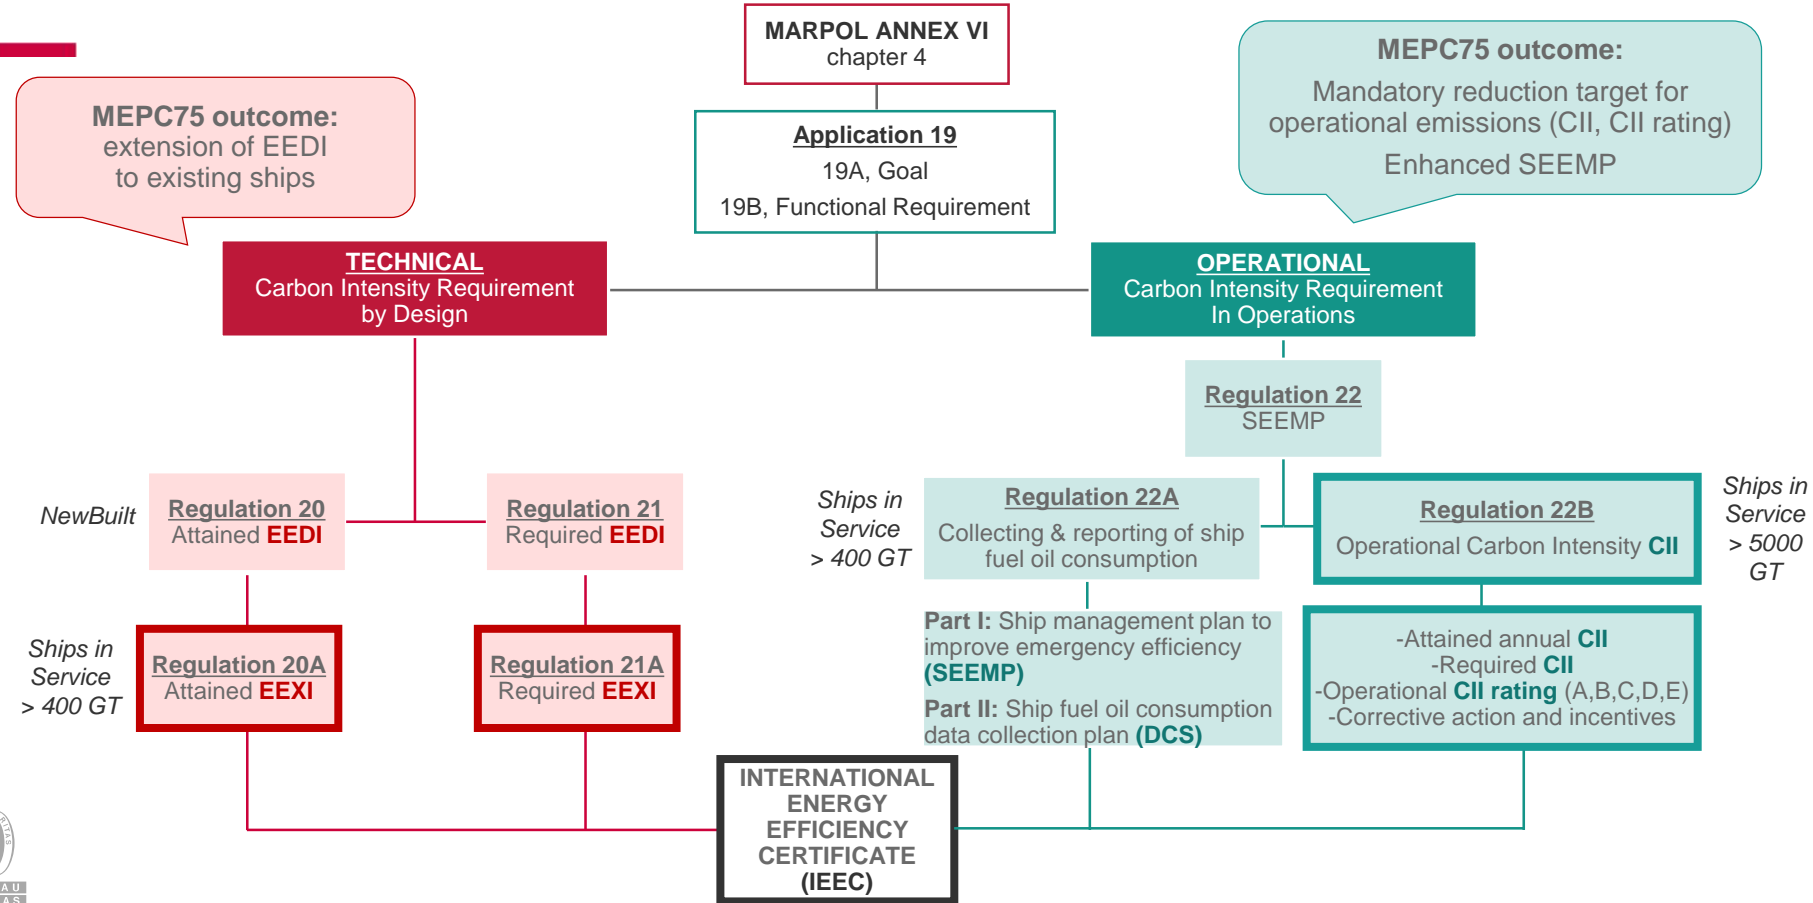 MARPOL ANNEX VI
chapter 4
MEPC75 outcome:
extension of EEDI
to existing ships
Application 19
19A, Goal
19B, Functional Requirement
MEPC75 outcome:
Mandatory reduction target for
operational emissions (CII, CII rating)
Enhanced SEEMP
TECHNICAL
Carbon Intensity Requirement
by Design
OPERATIONAL
Carbon Intensity Requirement
In Operations
Regulation 22
SEEMP
NewBuilt
Regulation 20
Attained EEDI
Regulation 21
Required EEDI
Ships in
Service
> 400 GT
Regulation 22A
Collecting & reporting of ship
fuel oil consumption
Regulation 22B
Operational Carbon Intensity CII
Ships in
Service
> 5000
GT
Ships in
Service
> 400 GT
Regulation 20A
Attained EEXI
Regulation 21A
Required EEXI
Part I: Ship management plan to
improve emergency efficiency
(SEEMP)
Part II: Ship fuel oil consumption
data collection plan (DCS)
-Attained annual CII
-Required CII
-Operational CII rating (A,B,C,D,E)
-Corrective action and incentives
INTERNATIONAL
ENERGY
EFFICIENCY
CERTIFICATE
(IEEC)